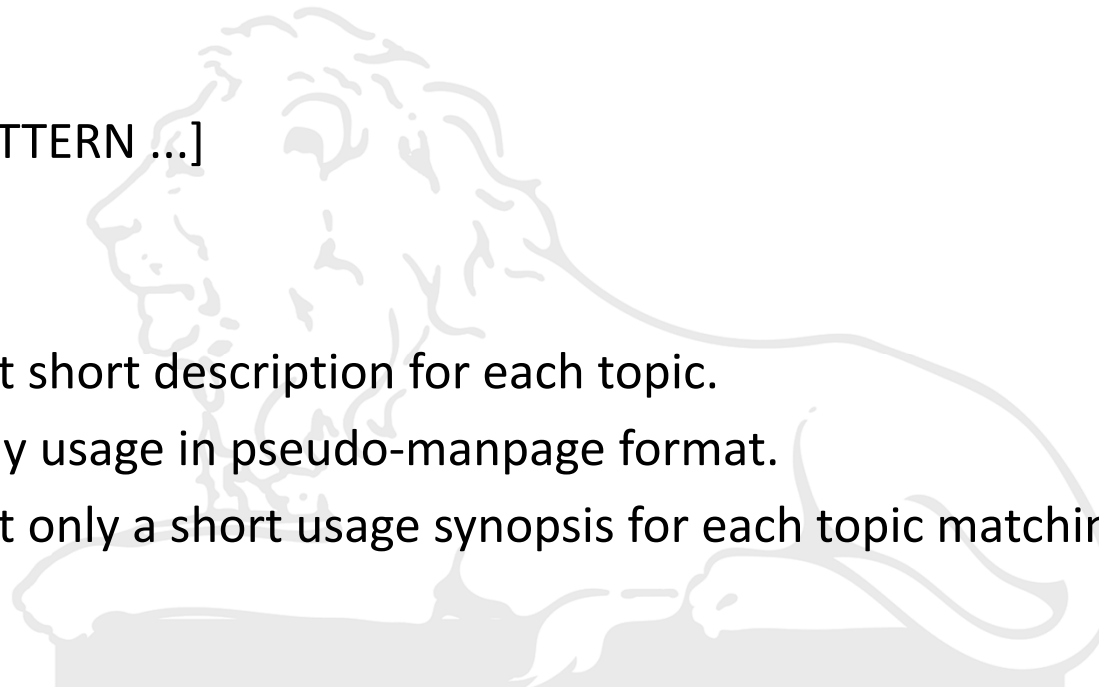 TTERN ...]
t short description for each topic.
y usage in pseudo-manpage format.
t only a short usage synopsis for each topic matchin